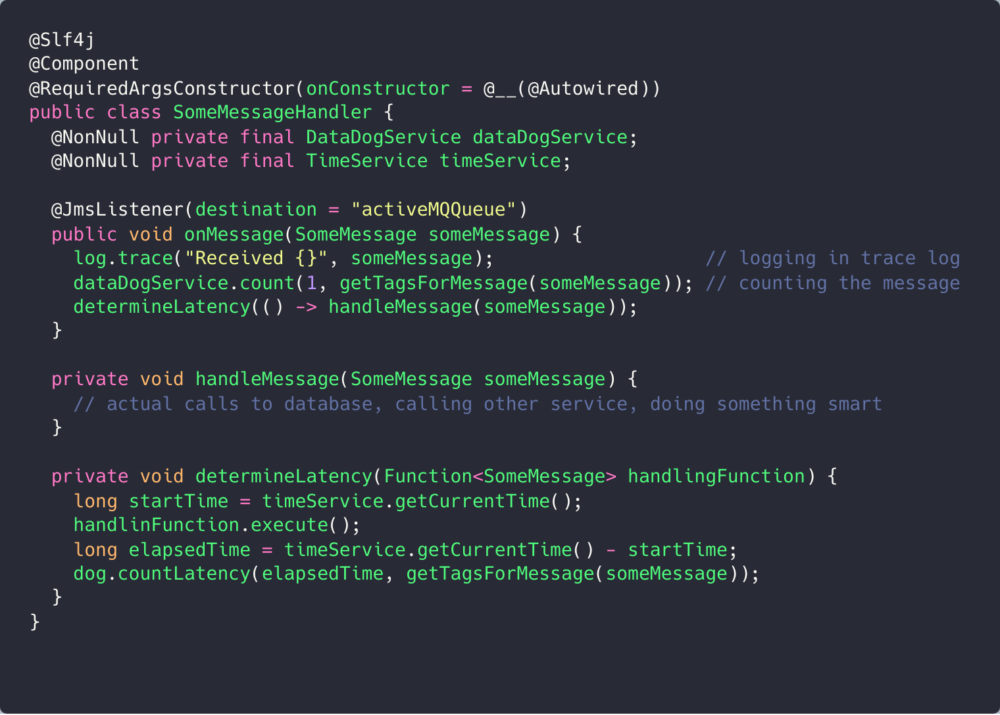 @Slf4j
@Component
@RequiredArgsConstructor(onConstructor = @__(@Autowired))
public class SomeMessageHandler {
  @NonNull private final DataDogService dataDogService;
  @NonNull private final TimeService timeService;

  @JmsListener(destination = "activeMQQueue")
  public void onMessage(SomeMessage someMessage) {
    log.trace("Received {}", someMessage);                   // logging in trace log
    dataDogService.count(1, getTagsForMessage(someMessage)); // counting the message
    determineLatency(() -> handleMessage(someMessage));
  }

  private void handleMessage(SomeMessage someMessage) {
    // actual calls to database, calling other service, doing something smart
  }

  private void determineLatency(Function<SomeMessage> handlingFunction) {
    long startTime = timeService.getCurrentTime();
    handlinFunction.execute();
    long elapsedTime = timeService.getCurrentTime() - startTime;
    dog.countLatency(elapsedTime, getTagsForMessage(someMessage));
  }
}